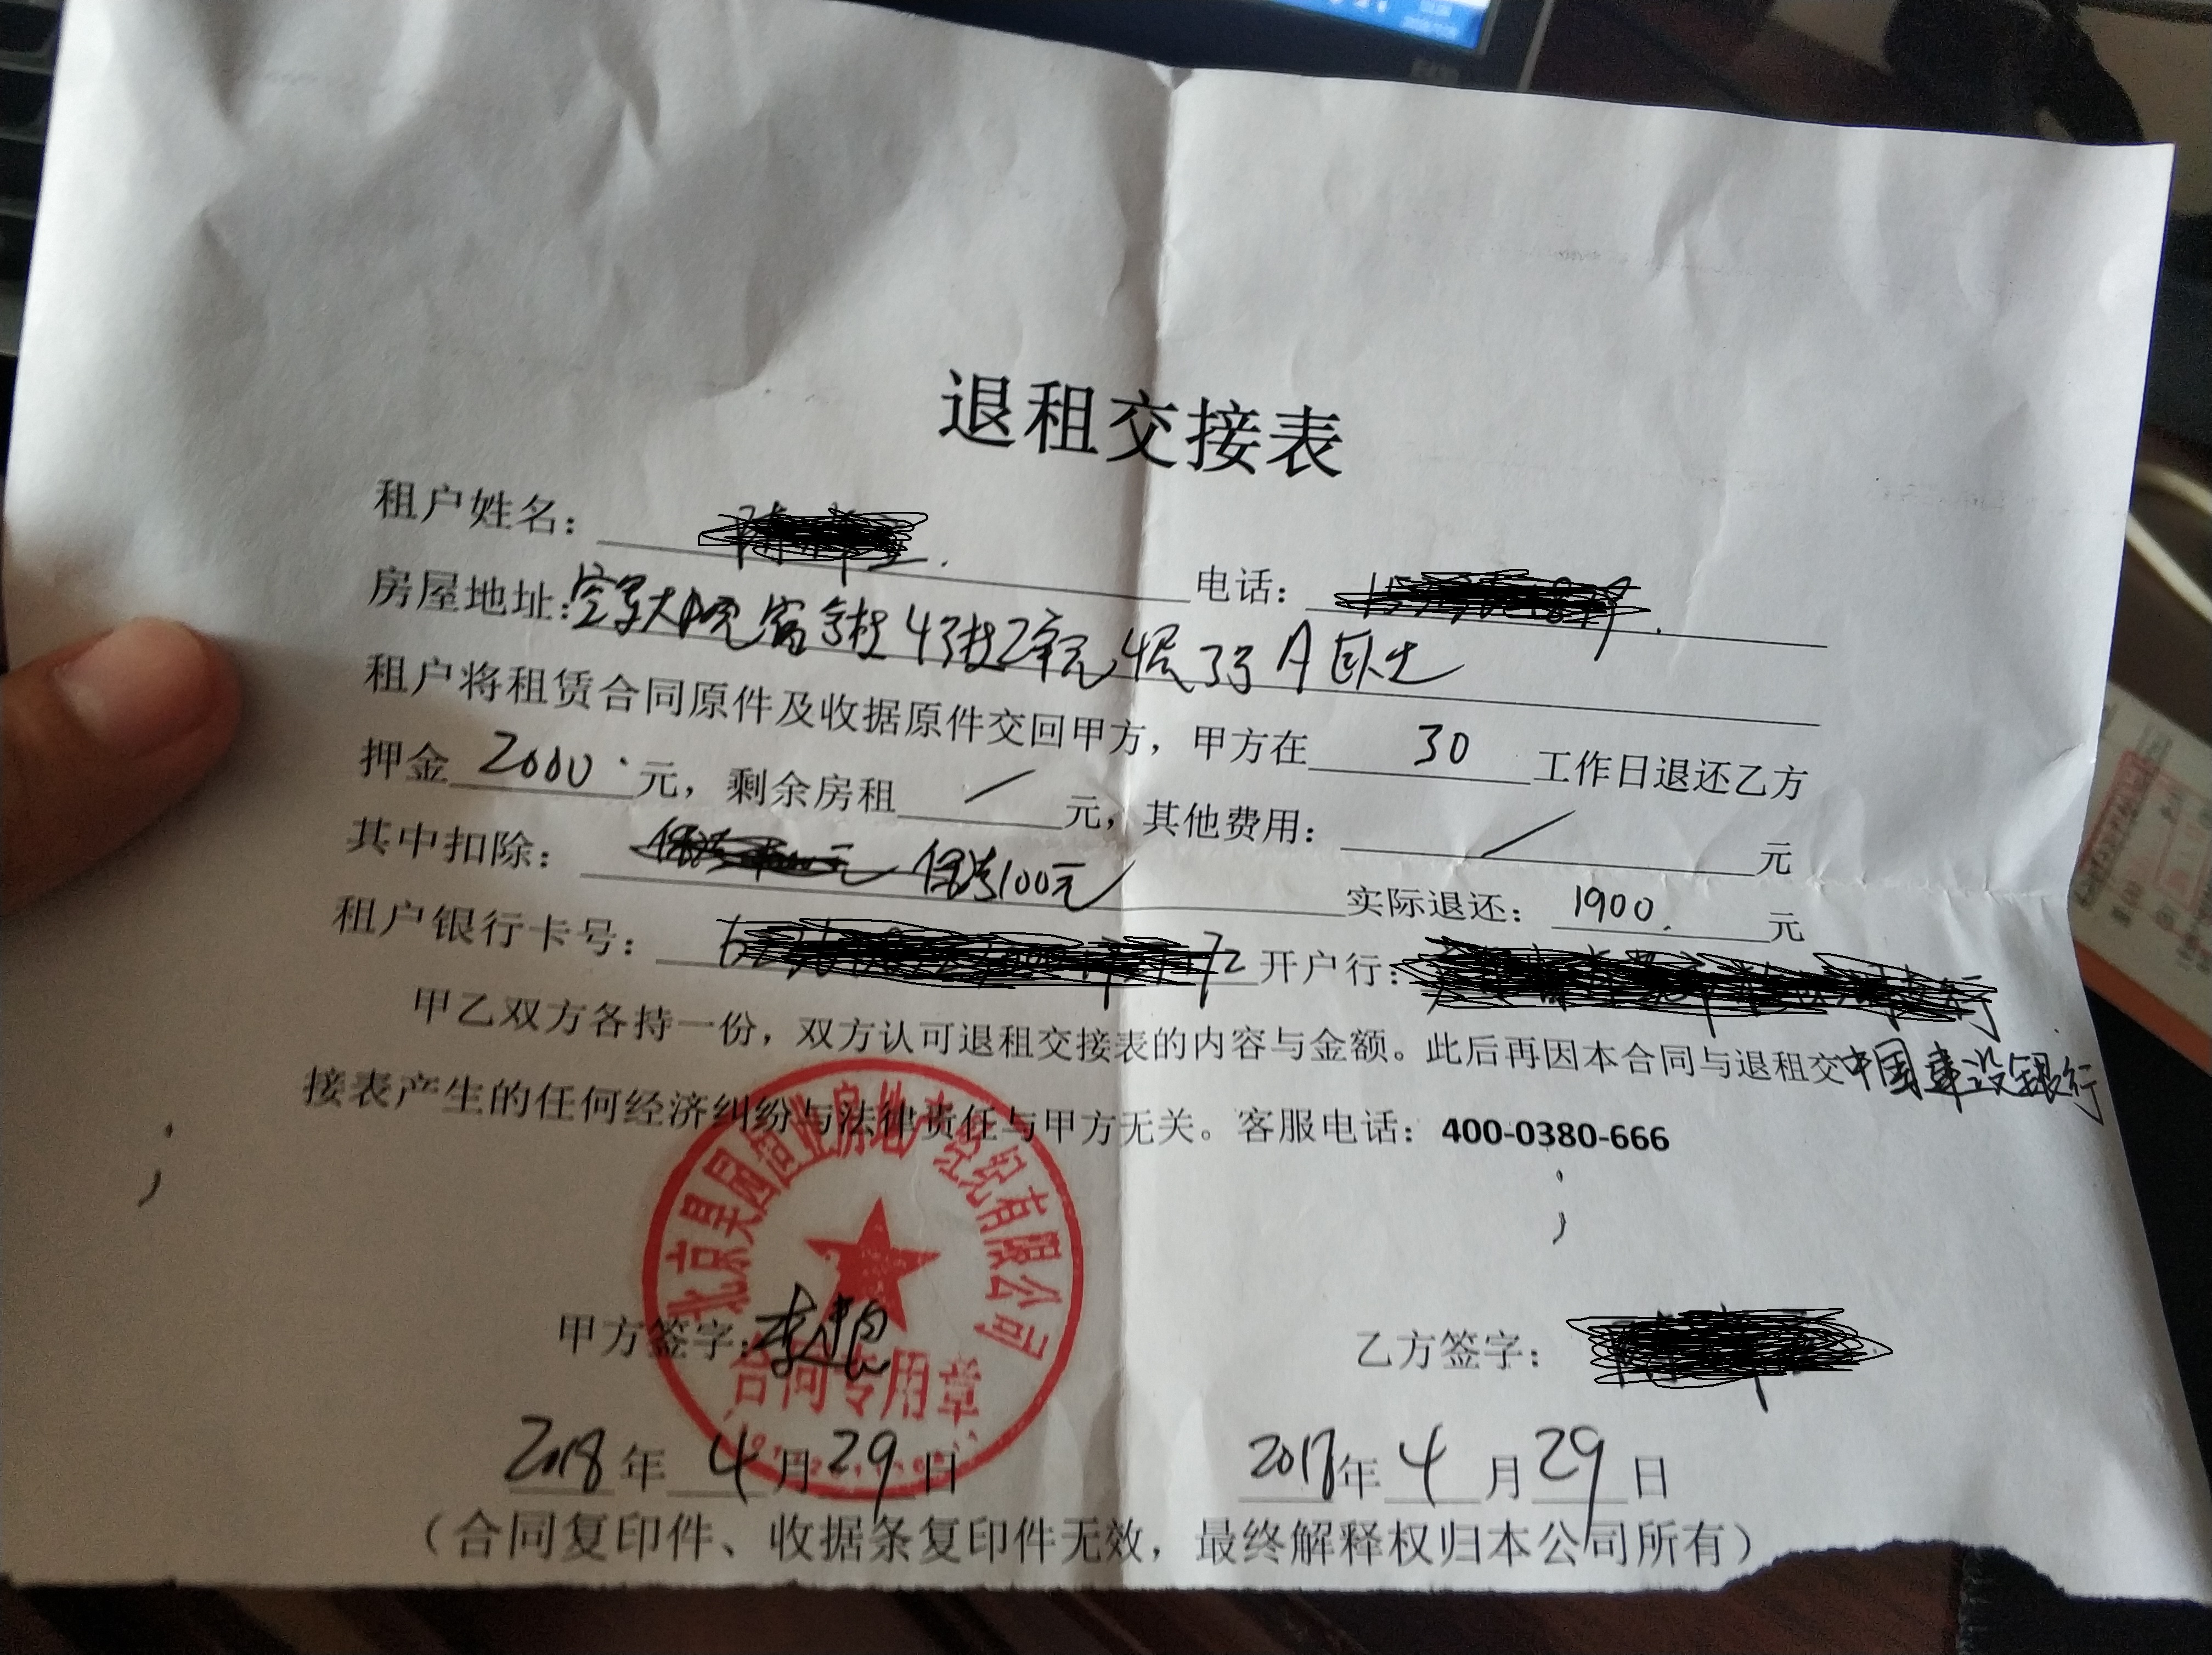 退租交接表
租户姓名： 电话：
房屋地址：空军大院宿舍楼4号楼2单元4层3号A卧室
租户将租赁合同原件及收据原件交回甲方，甲方在 30 工作日退还乙方
押金 2000 元，剩余房租 / 元，其他费用： / 元
其中扣除： 保洁100元 实际退还： 1900. 元
租户银行卡号： 开户行：
中国建设银行
甲乙双方各持一份，双方认可退租交接表的内容与金额。此后再因本合同与退租交
接表产生的任何经济纠纷与法律责任与甲方无关。客服电话：400-0380-666
北京昊园恒业房地产经纪有限公司
合同专用章
甲方签字： 乙方签字：
2018 年 4 月 29 日 2018 年 4 月 29 日
（合同复印件、收据条复印件无效，最终解释权归本公司所有）